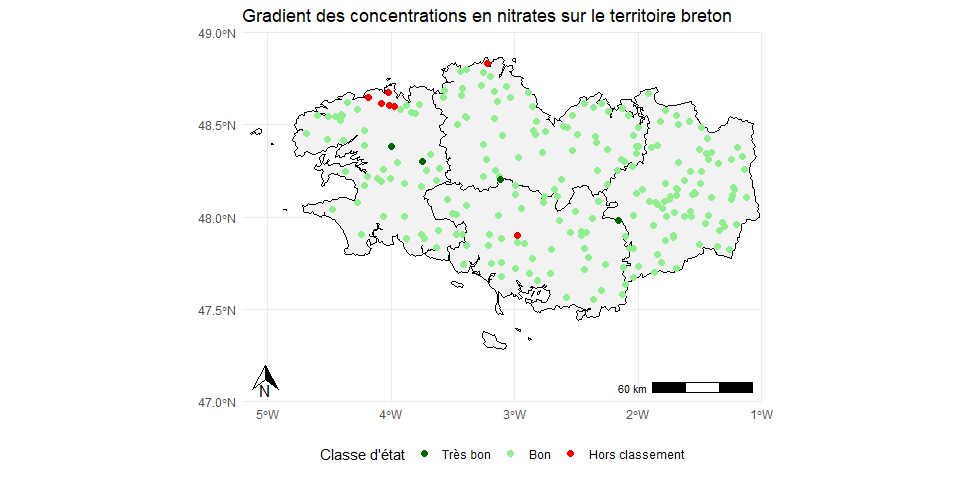 Gradient des concentrations en nitrates sur le territoire breton
49.0°N
48.5°N
48.0°N
47.5°N
47.0°N
N
60 km
5°W 4°W 3°W 2°W 1°W
Classe d'état Très bon Bon Hors classement